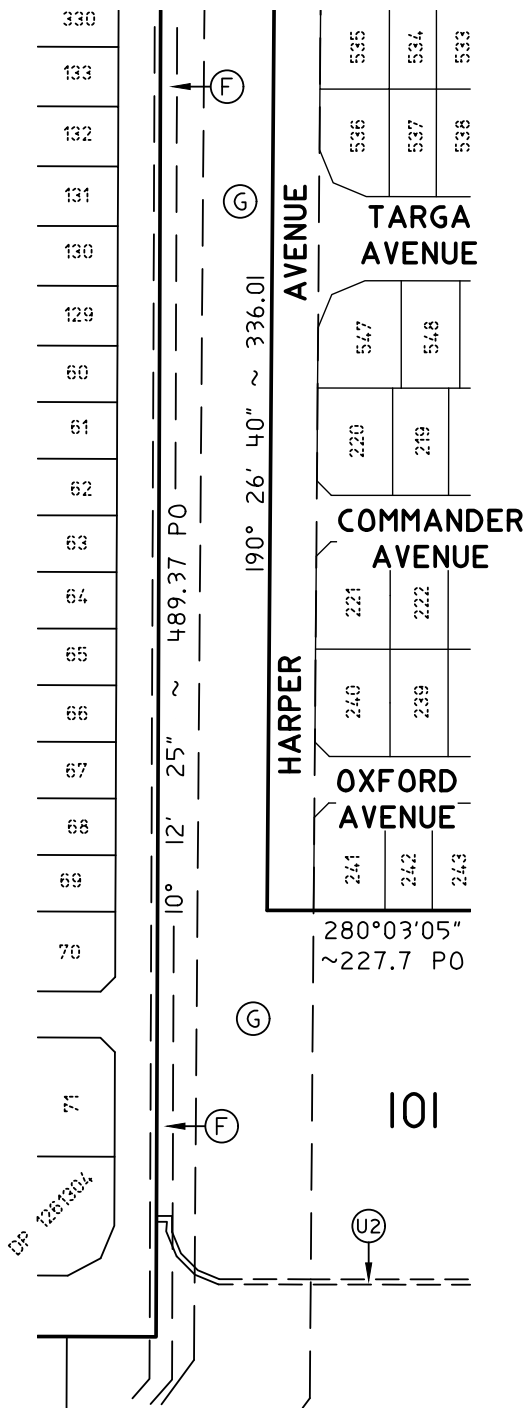 330
133
132
131
130
129
60
61
62
63
64
65
66
67
68
69
70
71
DP 1261304
F
G
10° 12' 25" ~ 489.37 PO
190° 26' 40" ~ 336.01
HARPER AVENUE
535
534
533
536
537
538
TARGA
AVENUE
547
548
220
219
COMMANDER
AVENUE
221
222
240
239
OXFORD
AVENUE
241
242
243
280°03'05"
~227.7 PO
G
101
F
U2